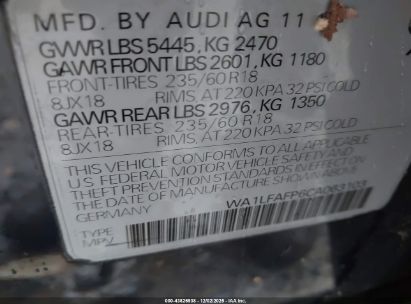 MFD. BY AUDI AG 11
GVWR LBS 5445, KG 2470
GAWR FRONT LBS 2601, KG 1180
FRONT-TIRES 235/60 R18
8JX18 RIMS, AT 220 KPA 32 PSI COLD
GAWR REAR LBS 2976, KG 1350
REAR-TIRES 235/60 R18
8JX18 RIMS, AT 220 KPA 32 PSI COLD
THIS VEHICLE CONFORMS TO ALL APPLICABLE
U S FEDERAL MOTOR VEHICLE SAFETY AND
THEFT PREVENTION STANDARDS IN EFFECT ON
THE DATE OF MANUFACTURE SHOWN ABOVE.
GERMANY
WA1LFAFP6CA063103
TYPE
MPV